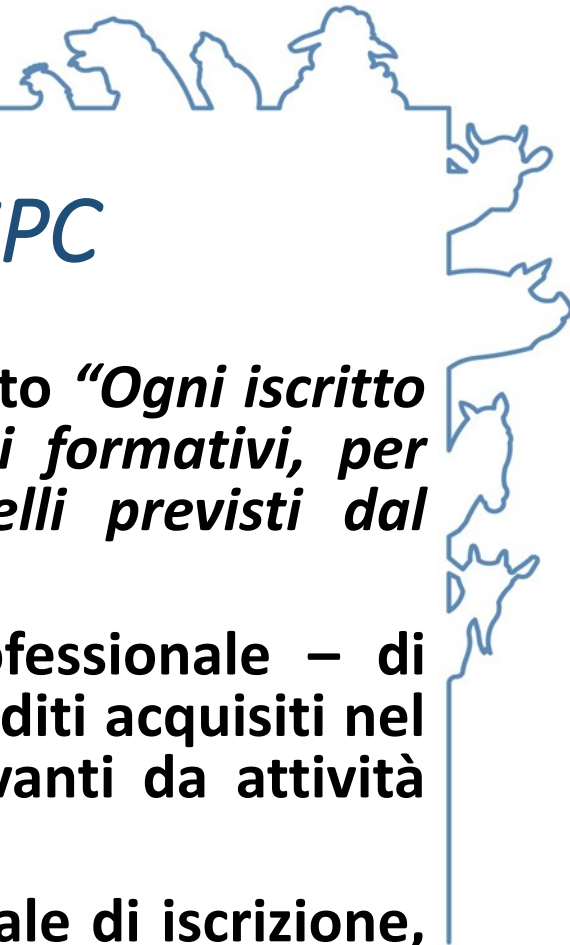 PC
to “Ogni iscritto
i formativi, per
elli previsti dal
ofessionale – di
diti acquisiti nel
vanti da attività
ale di iscrizione,